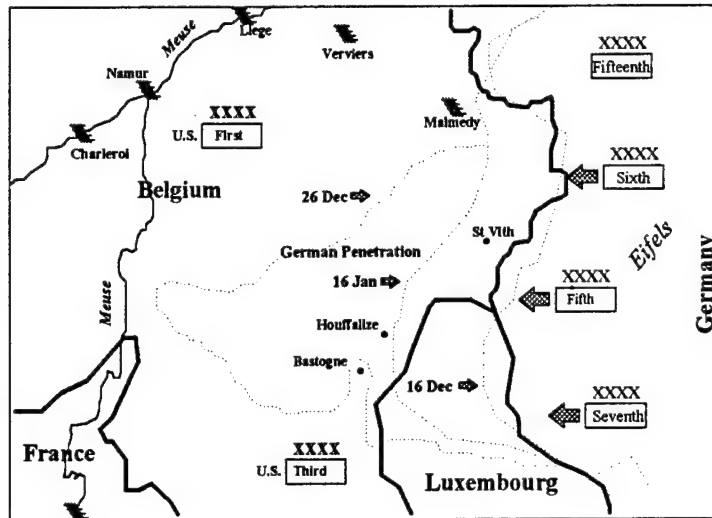 Meuse
Liege
Verviers
XXXX
Fifteenth
Namur
XXXX
U.S. First
Malmedy
Charleroi
XXXX
Sixth
Belgium
26 Dec
St Vith
Eifels
German Penetration
16 Jan
XXXX
Fifth
Germany
Meuse
Houffalize
Bastogne
16 Dec
XXXX
Seventh
France
XXXX
U.S. Third
Luxembourg